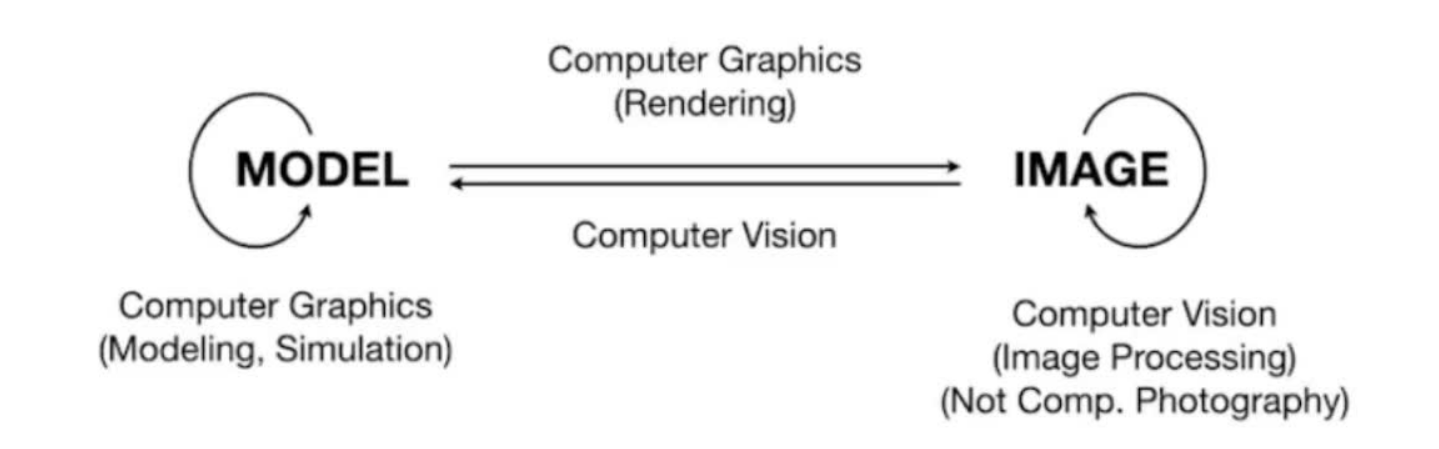 Computer Graphics
(Rendering)
MODEL
IMAGE
Computer Vision
Computer Graphics
(Modeling, Simulation)
Computer Vision
(Image Processing)
(Not Comp. Photography)